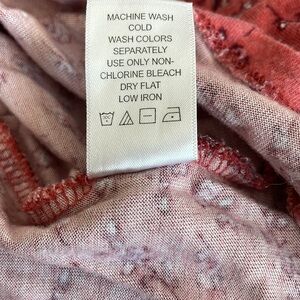 MACHINE WASH
COLD
WASH COLORS
SEPARATELY
USE ONLY NON-
CHLORINE BLEACH
DRY FLAT
LOW IRON